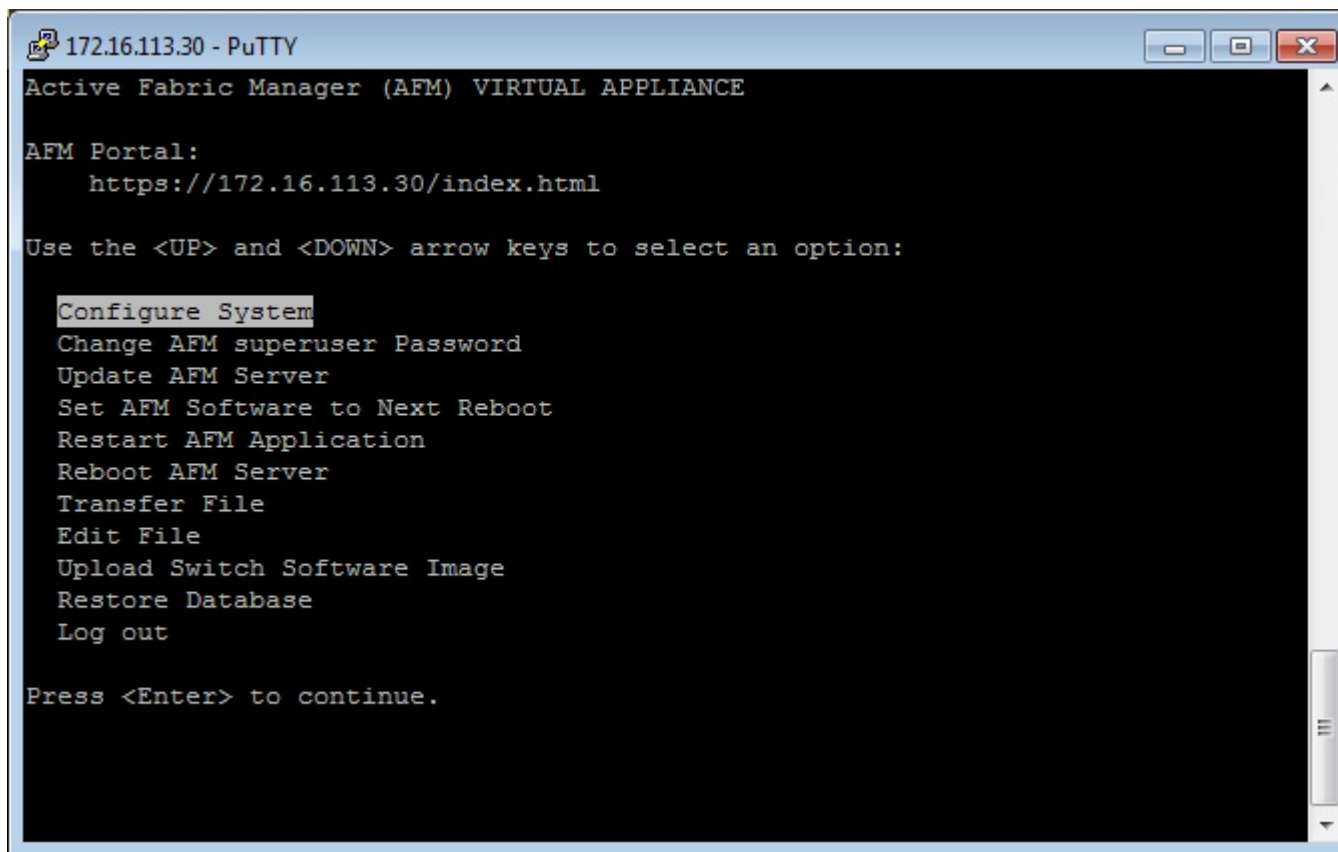 172.16.113.30 - PuTTY
Active Fabric Manager (AFM) VIRTUAL APPLIANCE
AFM Portal:
https://172.16.113.30/index.html
Use the <UP> and <DOWN> arrow keys to select an option:
Configure System
Change AFM superuser Password
Update AFM Server
Set AFM Software to Next Reboot
Restart AFM Application
Reboot AFM Server
Transfer File
Edit File
Upload Switch Software Image
Restore Database
Log out
Press <Enter> to continue.